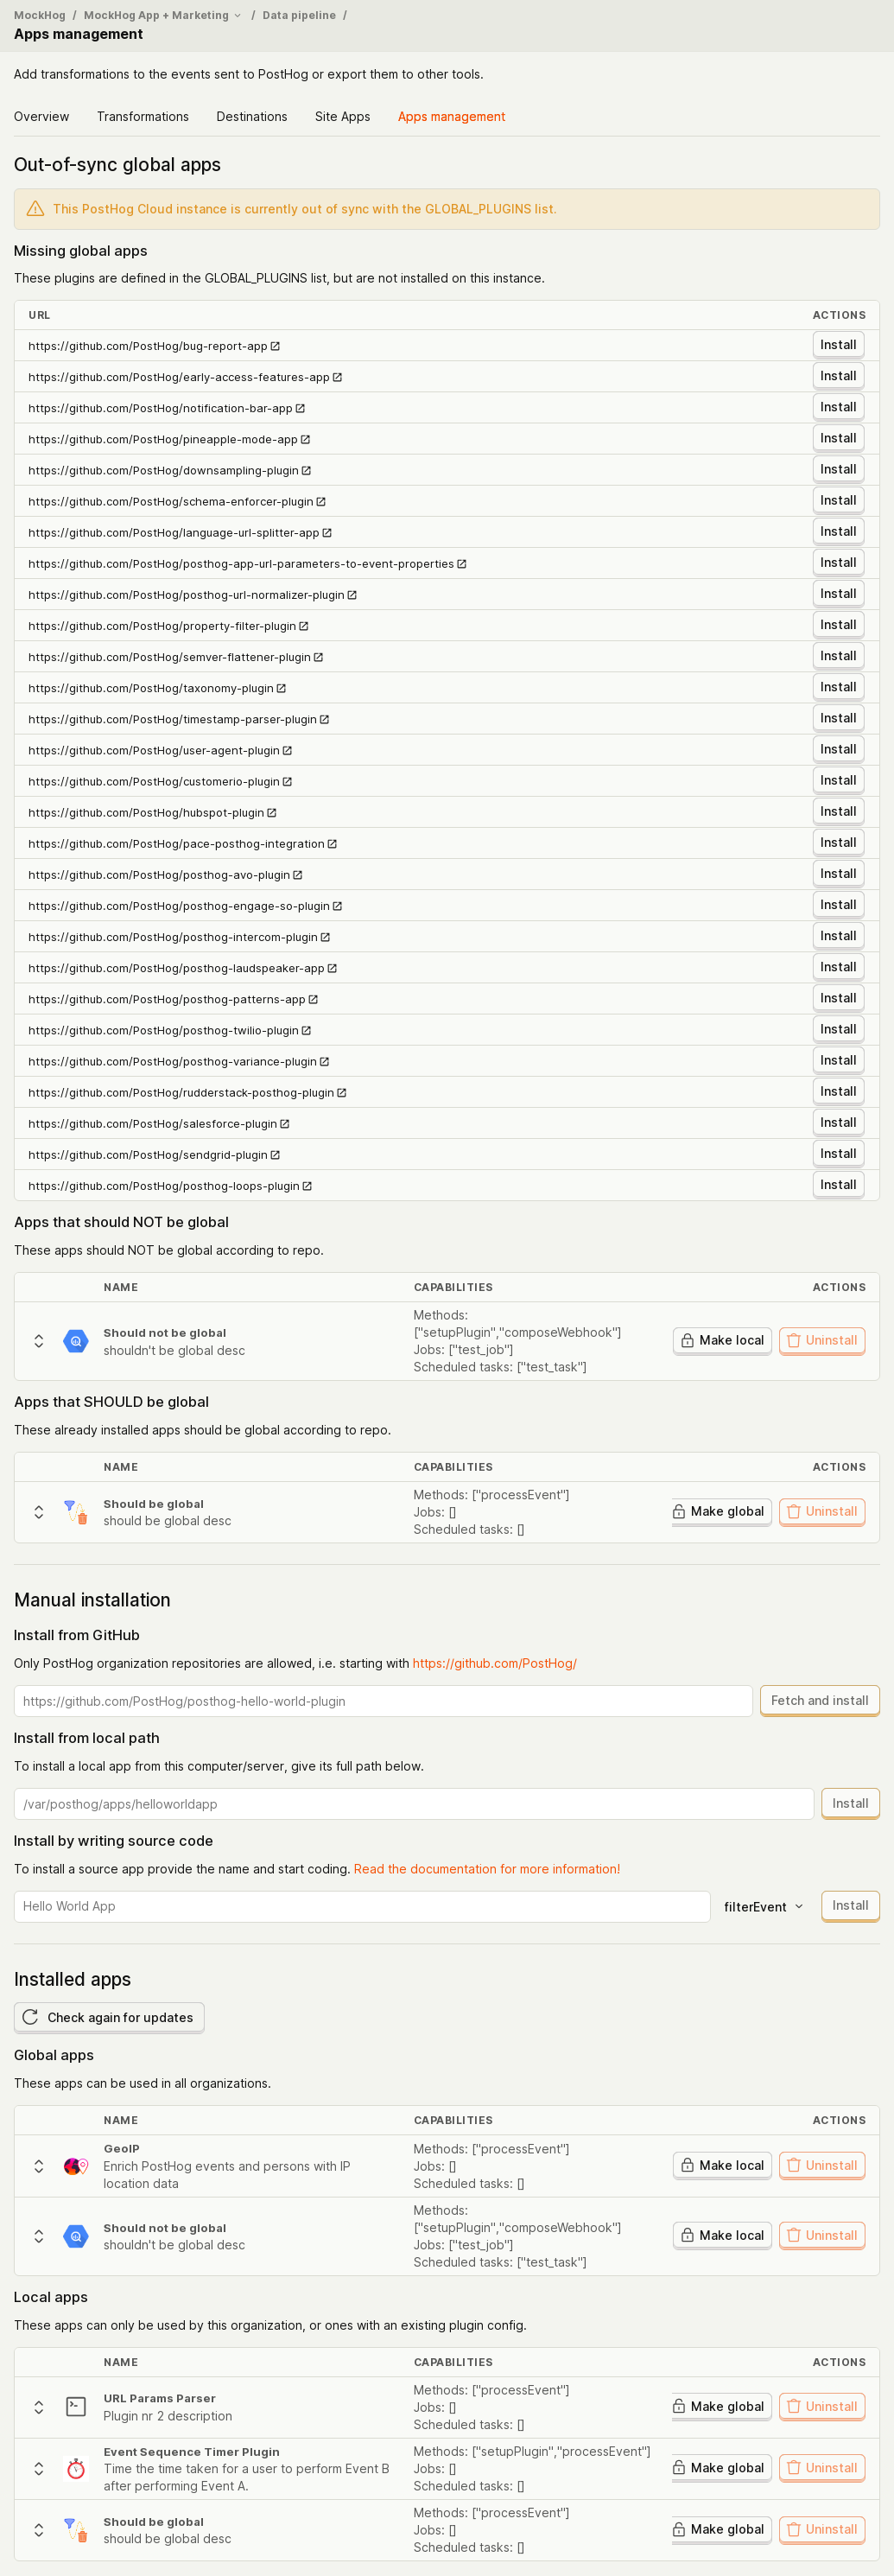 MockHog / MockHog App + Marketing / Data pipeline /
Apps management
Add transformations to the events sent to PostHog or export them to other tools.
Overview Transformations Destinations Site Apps Apps management
Out-of-sync global apps
This PostHog Cloud instance is currently out of sync with the GLOBAL_PLUGINS list.
Missing global apps
These plugins are defined in the GLOBAL_PLUGINS list, but are not installed on this instance.
URL ACTIONS
https://github.com/PostHog/bug-report-app Install
https://github.com/PostHog/early-access-features-app Install
https://github.com/PostHog/notification-bar-app Install
https://github.com/PostHog/pineapple-mode-app Install
https://github.com/PostHog/downsampling-plugin Install
https://github.com/PostHog/schema-enforcer-plugin Install
https://github.com/PostHog/language-url-splitter-app Install
https://github.com/PostHog/posthog-app-url-parameters-to-event-properties Install
https://github.com/PostHog/posthog-url-normalizer-plugin Install
https://github.com/PostHog/property-filter-plugin Install
https://github.com/PostHog/semver-flattener-plugin Install
https://github.com/PostHog/taxonomy-plugin Install
https://github.com/PostHog/timestamp-parser-plugin Install
https://github.com/PostHog/user-agent-plugin Install
https://github.com/PostHog/customerio-plugin Install
https://github.com/PostHog/hubspot-plugin Install
https://github.com/PostHog/pace-posthog-integration Install
https://github.com/PostHog/posthog-avo-plugin Install
https://github.com/PostHog/posthog-engage-so-plugin Install
https://github.com/PostHog/posthog-intercom-plugin Install
https://github.com/PostHog/posthog-laudspeaker-app Install
https://github.com/PostHog/posthog-patterns-app Install
https://github.com/PostHog/posthog-twilio-plugin Install
https://github.com/PostHog/posthog-variance-plugin Install
https://github.com/PostHog/rudderstack-posthog-plugin Install
https://github.com/PostHog/salesforce-plugin Install
https://github.com/PostHog/sendgrid-plugin Install
https://github.com/PostHog/posthog-loops-plugin Install
Apps that should NOT be global
These apps should NOT be global according to repo.
NAME CAPABILITIES ACTIONS
Should not be global
shouldn't be global desc
Methods:
["setupPlugin","composeWebhook"]
Jobs: ["test_job"]
Scheduled tasks: ["test_task"]
Make local Uninstall
Apps that SHOULD be global
These already installed apps should be global according to repo.
NAME CAPABILITIES ACTIONS
Should be global
should be global desc
Methods: ["processEvent"]
Jobs: []
Scheduled tasks: []
Make global Uninstall
Manual installation
Install from GitHub
Only PostHog organization repositories are allowed, i.e. starting with https://github.com/PostHog/
https://github.com/PostHog/posthog-hello-world-plugin Fetch and install
Install from local path
To install a local app from this computer/server, give its full path below.
/var/posthog/apps/helloworldapp Install
Install by writing source code
To install a source app provide the name and start coding. Read the documentation for more information!
Hello World App filterEvent Install
Installed apps
Check again for updates
Global apps
These apps can be used in all organizations.
NAME CAPABILITIES ACTIONS
GeoIP
Enrich PostHog events and persons with IP
location data
Methods: ["processEvent"]
Jobs: []
Scheduled tasks: []
Make local Uninstall
Should not be global
shouldn't be global desc
Methods:
["setupPlugin","composeWebhook"]
Jobs: ["test_job"]
Scheduled tasks: ["test_task"]
Make local Uninstall
Local apps
These apps can only be used by this organization, or ones with an existing plugin config.
NAME CAPABILITIES ACTIONS
URL Params Parser
Plugin nr 2 description
Methods: ["processEvent"]
Jobs: []
Scheduled tasks: []
Make global Uninstall
Event Sequence Timer Plugin
Time the time taken for a user to perform Event B
after performing Event A.
Methods: ["setupPlugin","processEvent"]
Jobs: []
Scheduled tasks: []
Make global Uninstall
Should be global
should be global desc
Methods: ["processEvent"]
Jobs: []
Scheduled tasks: []
Make global Uninstall